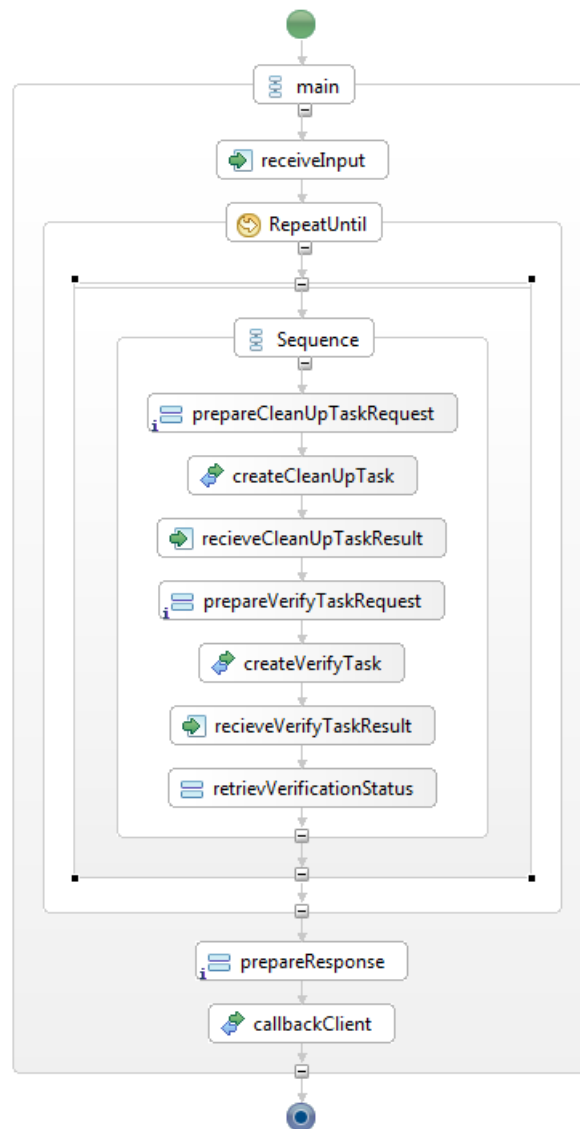 main
receiveInput
RepeatUntil
Sequence
prepareCleanUpTaskRequest
createCleanUpTask
recieveCleanUpTaskResult
prepareVerifyTaskRequest
createVerifyTask
recieveVerifyTaskResult
retrievVerificationStatus
prepareResponse
callbackClient